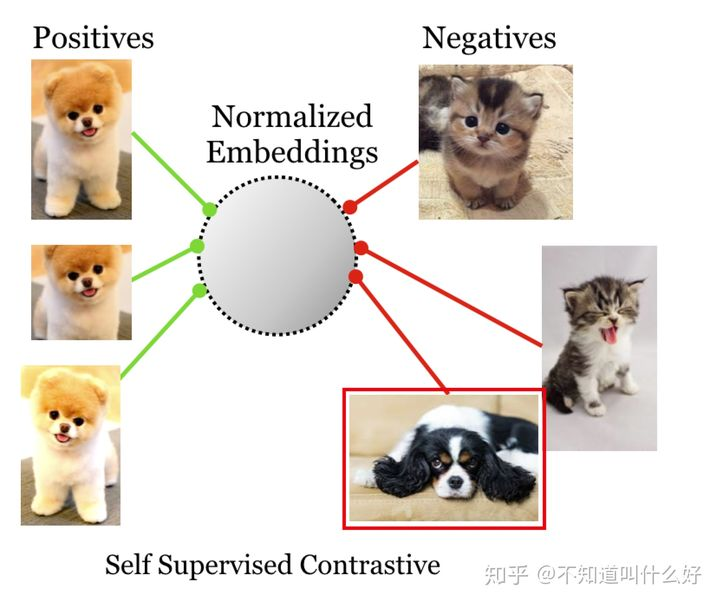 Positives
Negatives
Normalized
Embeddings
Self Supervised Contrastive
知乎 @不知道叫什么好